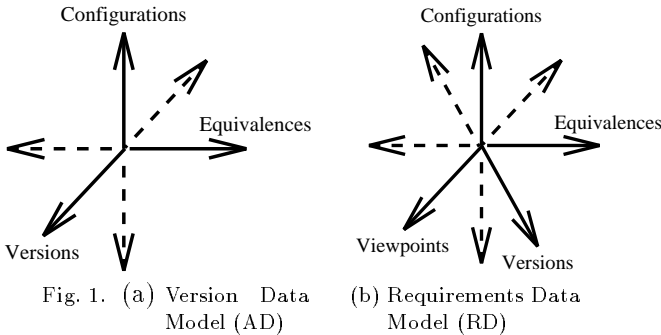 Configurations
Equivalences
Versions
Configurations
Equivalences
Viewpoints
Versions
Fig. 1. (a) Version Data
Model (AD)
(b) Requirements Data
Model (RD)